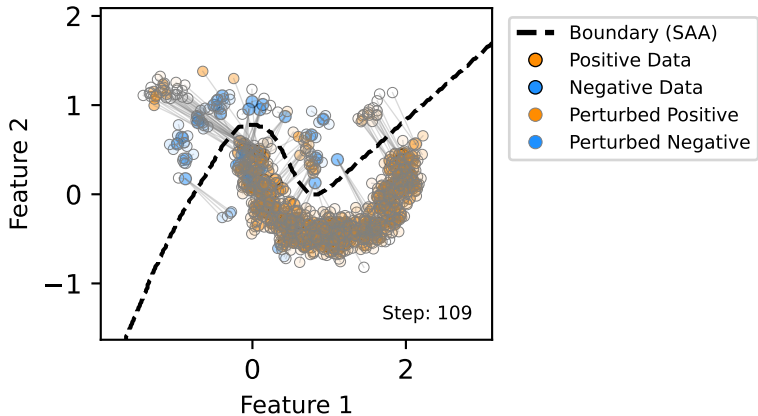 2
1
0
−1
0
2
Feature 2
Feature 1
Step: 109
Boundary (SAA)
Positive Data
Negative Data
Perturbed Positive
Perturbed Negative